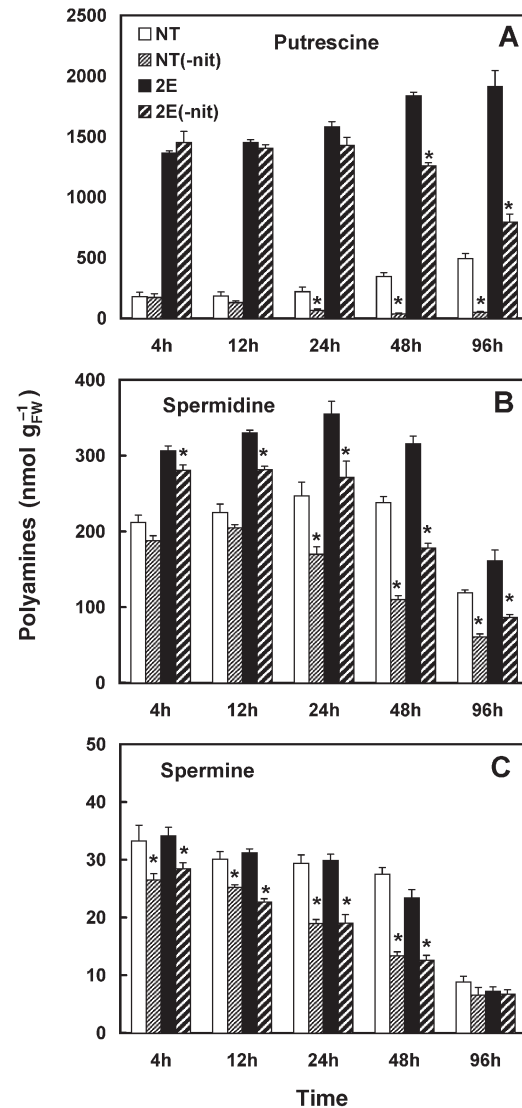 Putrescine A
NT
NT(-nit)
2E
2E(-nit)
2500
2000
1500
1000
500
0
* * * * *
4h 12h 24h 48h 96h
Spermidine B
400
300
200
100
0
* * * * * * * *
4h 12h 24h 48h 96h
Spermine C
50
40
30
20
10
0
* * * * * * * *
4h 12h 24h 48h 96h
Polyamines (nmol g⁻¹FW)
Time